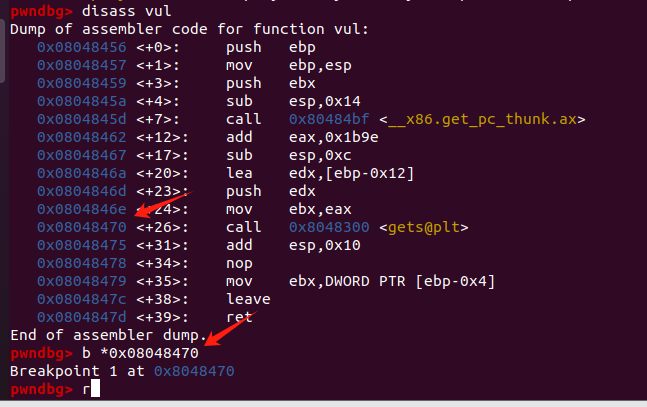 pwndbg> disass vul
Dump of assembler code for function vul:
0x08048456 <+0>: push ebp
0x08048457 <+1>: mov ebp,esp
0x08048459 <+3>: push ebx
0x0804845a <+4>: sub esp,0x14
0x0804845d <+7>: call 0x80484bf <__x86.get_pc_thunk.ax>
0x08048462 <+12>: add eax,0x1b9e
0x08048467 <+17>: sub esp,0xc
0x0804846a <+20>: lea edx,[ebp-0x12]
0x0804846d <+23>: push edx
0x0804846e <+24>: mov ebx,eax
0x08048470 <+26>: call 0x8048300 <gets@plt>
0x08048475 <+31>: add esp,0x10
0x08048478 <+34>: nop
0x08048479 <+35>: mov ebx,DWORD PTR [ebp-0x4]
0x0804847c <+38>: leave
0x0804847d <+39>: ret
End of assembler dump.
pwndbg> b *0x08048470
Breakpoint 1 at 0x8048470
pwndbg> r